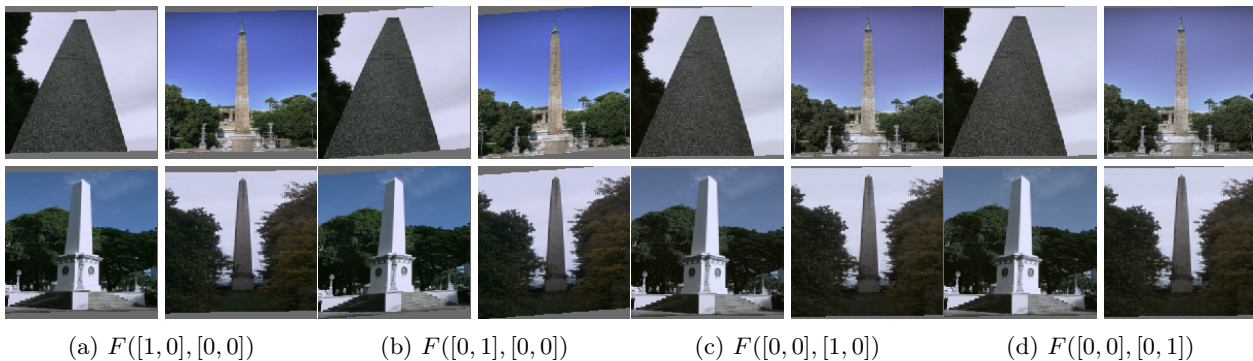 (a) F([1, 0], [0, 0]) (b) F([0, 1], [0, 0]) (c) F([0, 0], [1, 0]) (d) F([0, 0], [0, 1])